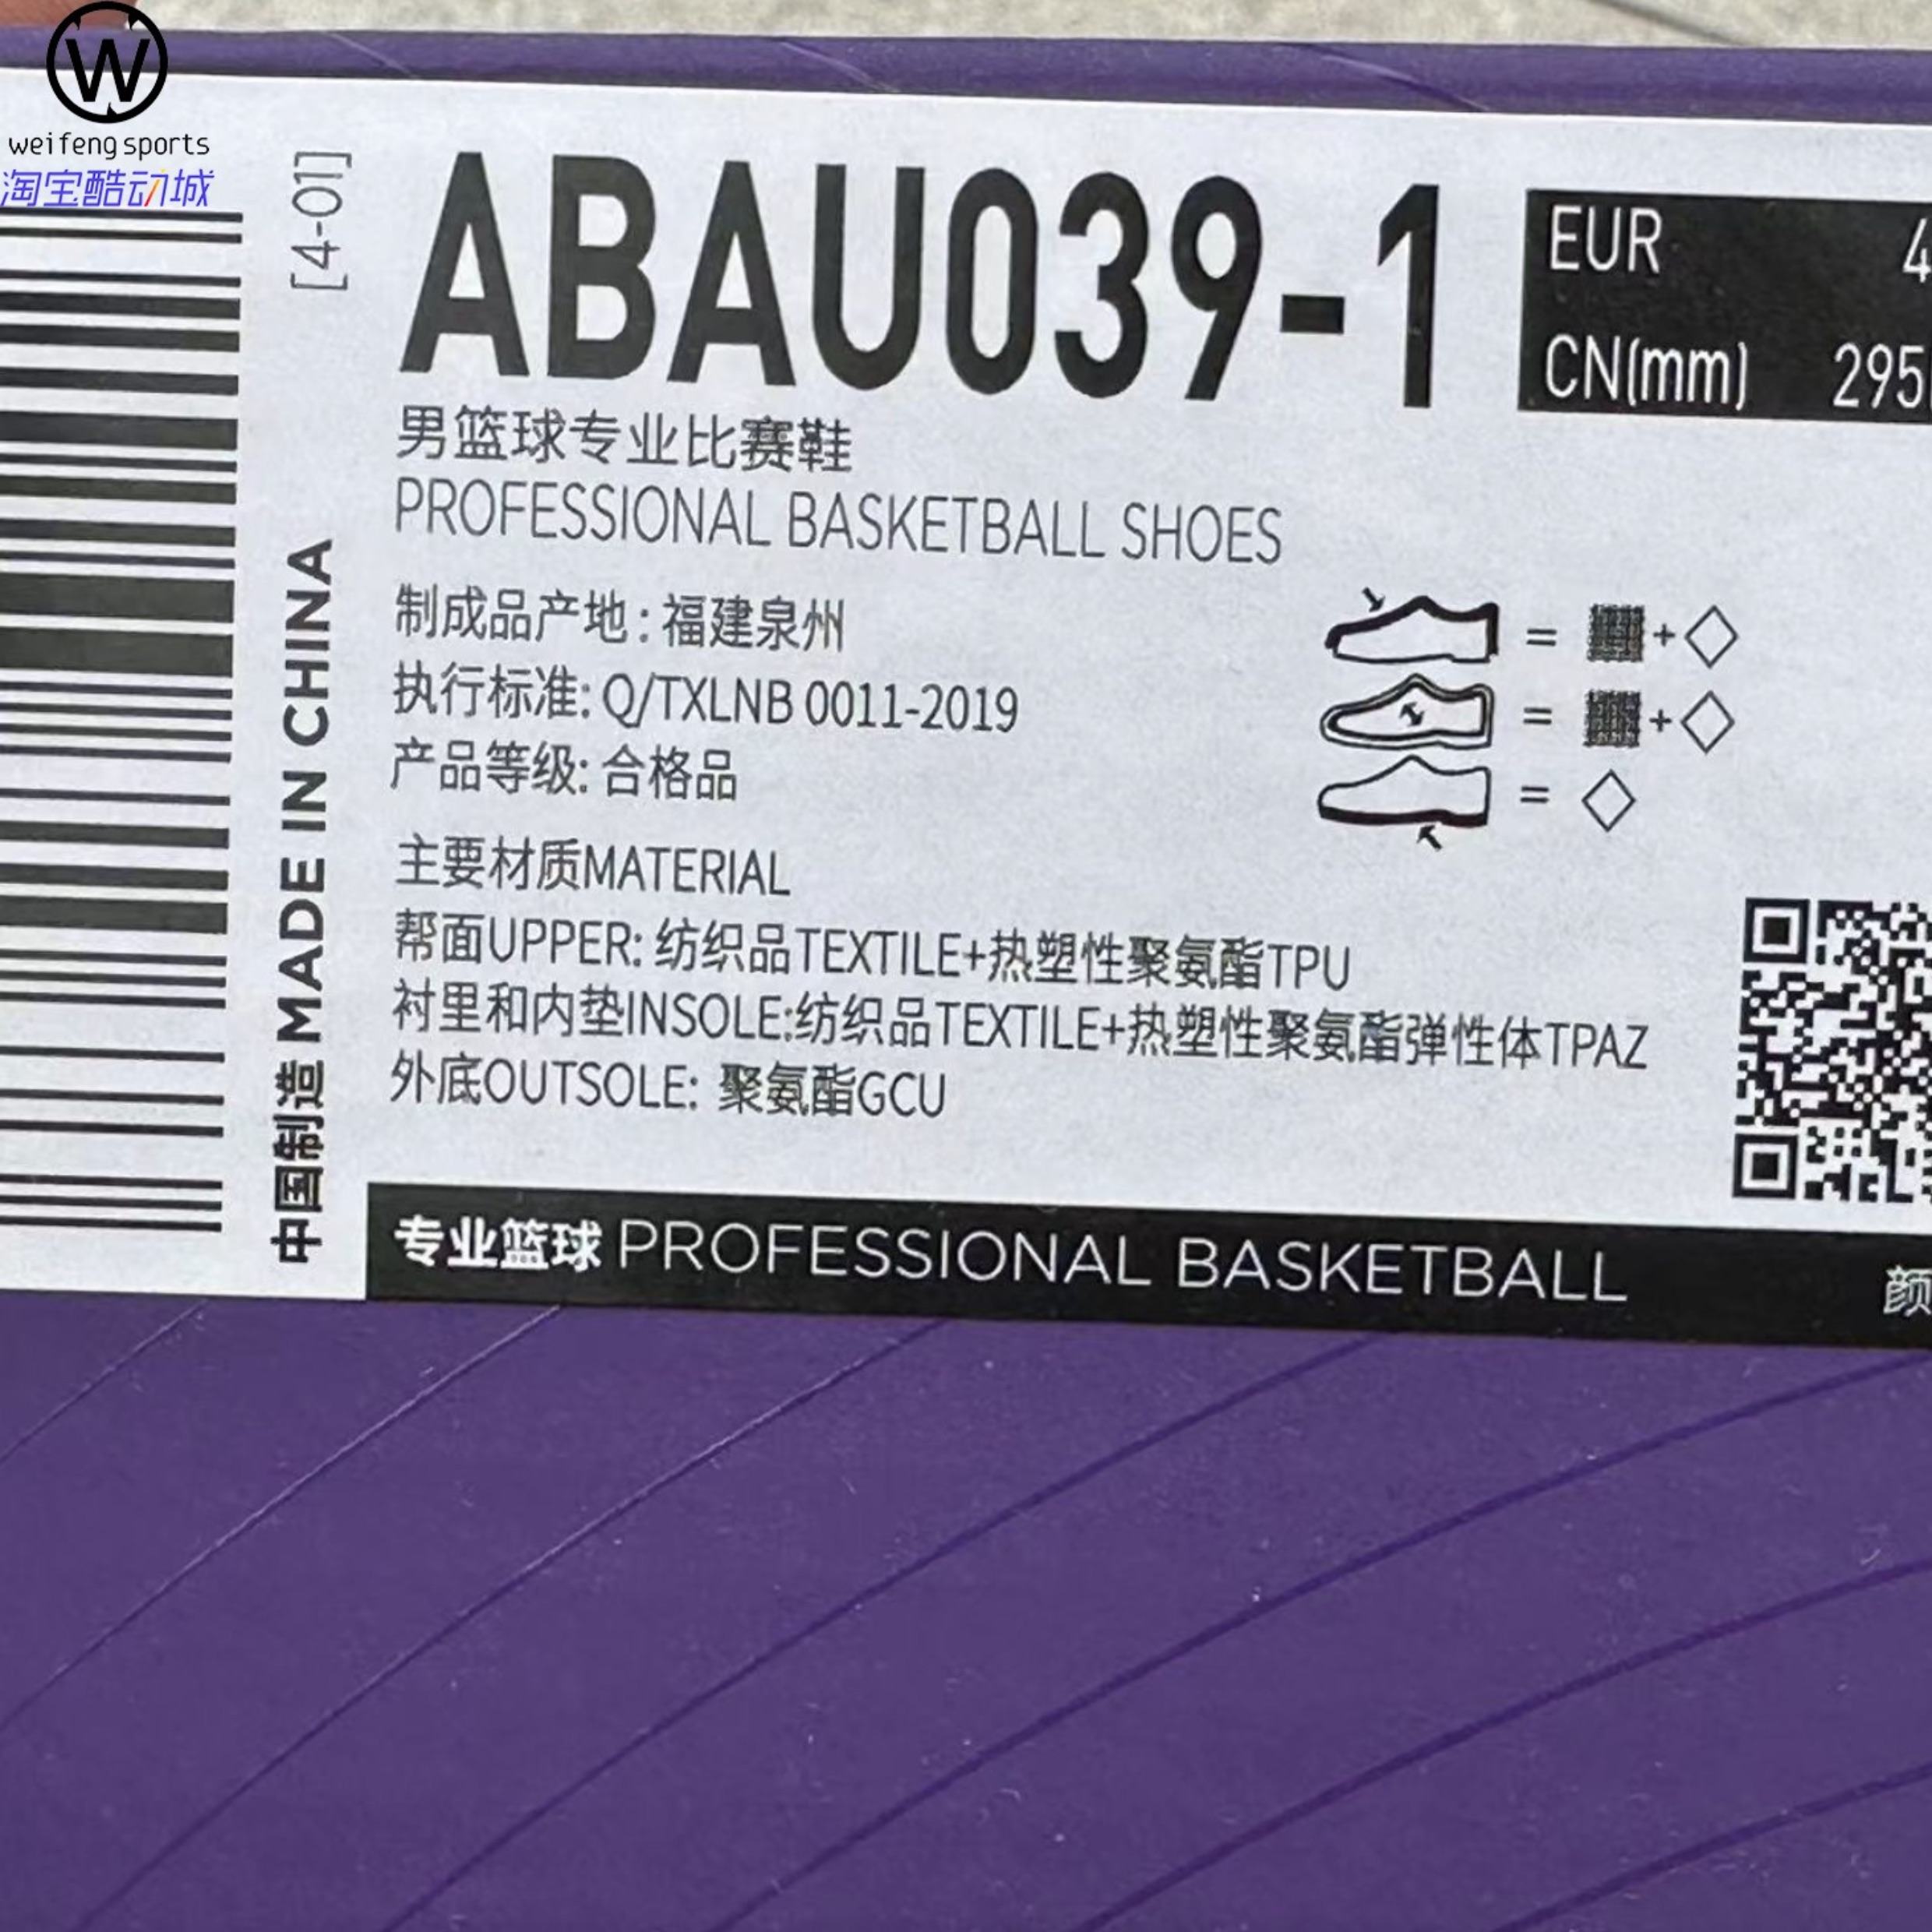 weifeng sports
淘宝酷动城
[4-01]
ABAU039-1
EUR 4
CN(mm) 295
男篮球专业比赛鞋
PROFESSIONAL BASKETBALL SHOES
制成品产地: 福建泉州
执行标准: Q/TXLNB 0011-2019
产品等级: 合格品
主要材质MATERIAL
帮面UPPER: 纺织品TEXTILE+热塑性聚氨酯TPU
衬里和内垫INSOLE:纺织品TEXTILE+热塑性聚氨酯弹性体TPAZ
外底OUTSOLE: 聚氨酯GCU
中国制造 MADE IN CHINA
专业篮球 PROFESSIONAL BASKETBALL
颜